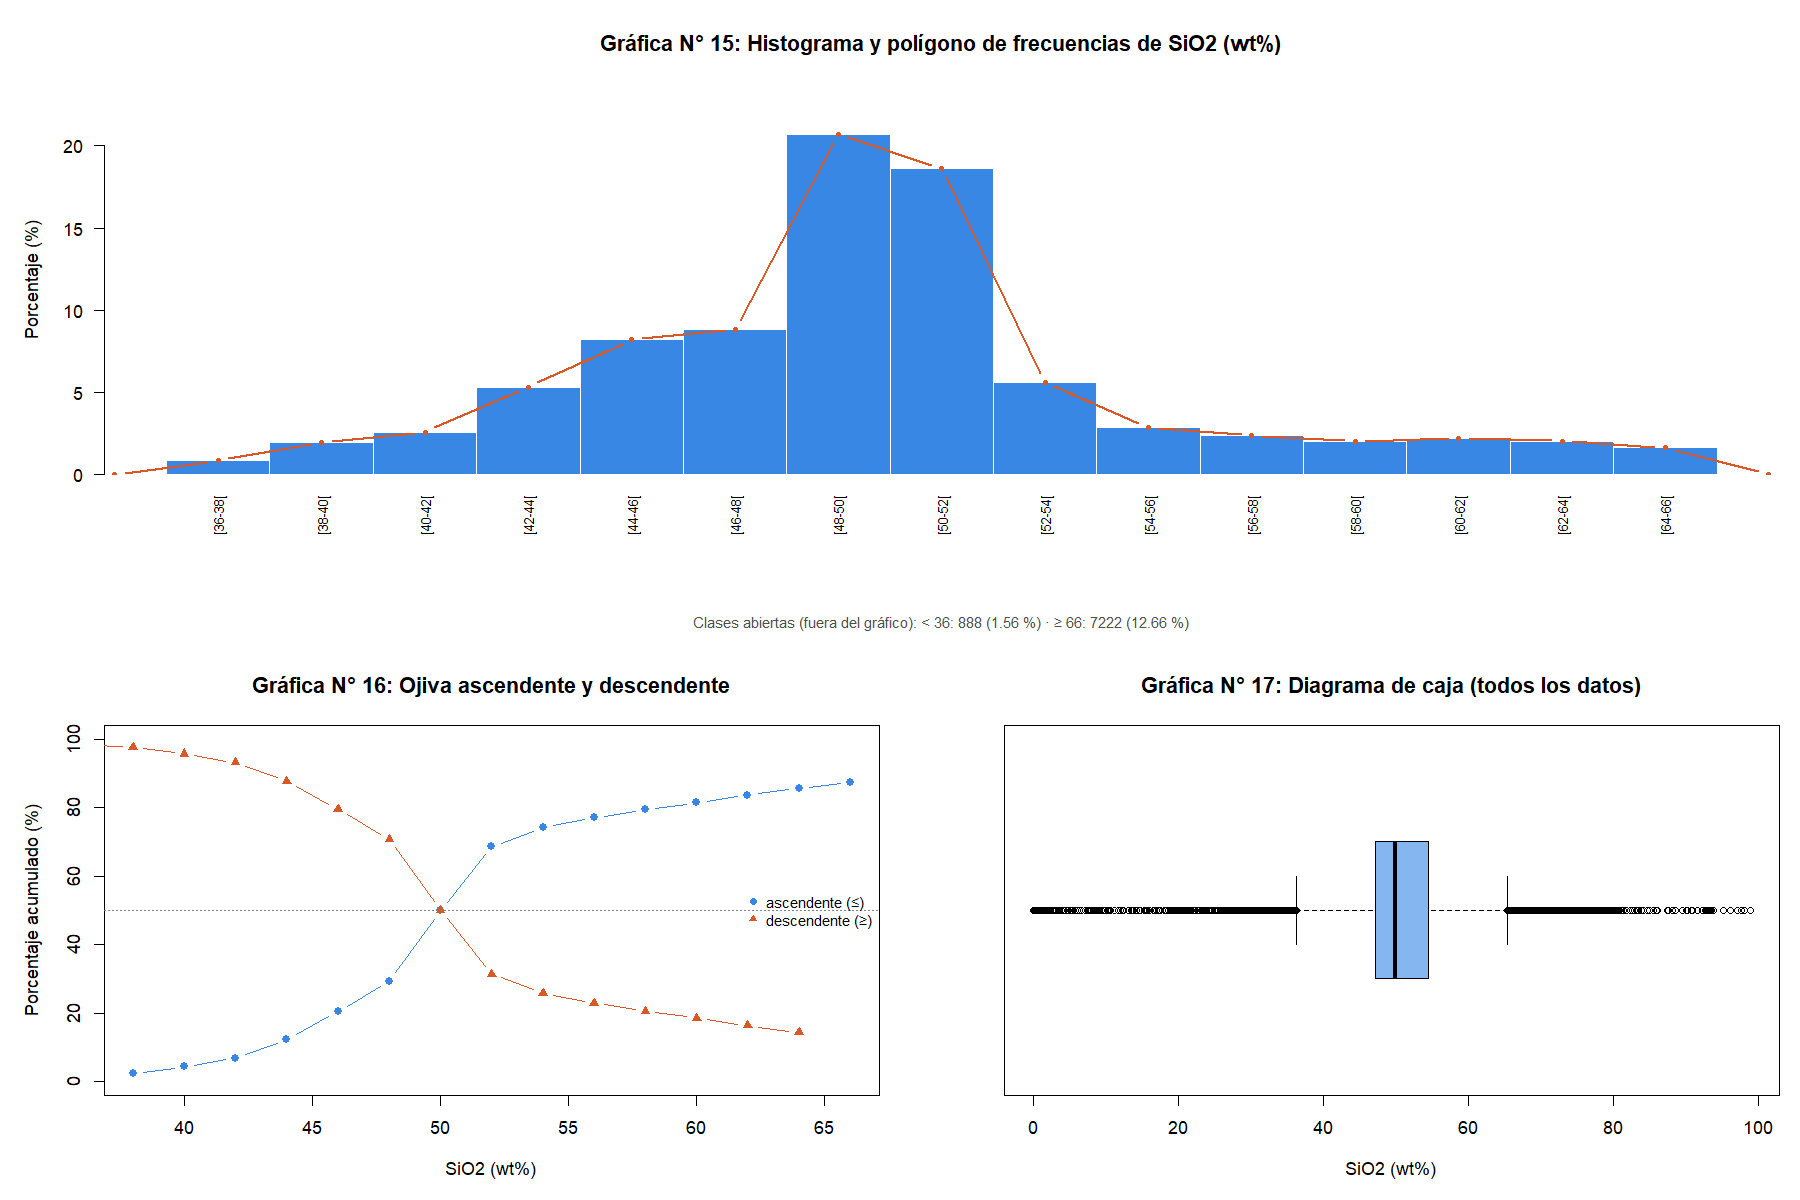 Gráfica N° 15: Histograma y polígono de frecuencias de SiO2 (wt%)
Porcentaje (%)
20
15
10
5
0
[36-38[
[38-40[
[40-42[
[42-44[
[44-46[
[46-48[
[48-50[
[50-52[
[52-54[
[54-56[
[56-58[
[58-60[
[60-62[
[62-64[
[64-66[
Clases abiertas (fuera del gráfico): < 36: 888 (1.56 %) · ≥ 66: 7222 (12.66 %)
Gráfica N° 16: Ojiva ascendente y descendente
Porcentaje acumulado (%)
100
80
60
40
20
0
ascendente (≤)
descendente (≥)
40 45 50 55 60 65
SiO2 (wt%)
Gráfica N° 17: Diagrama de caja (todos los datos)
0 20 40 60 80 100
SiO2 (wt%)